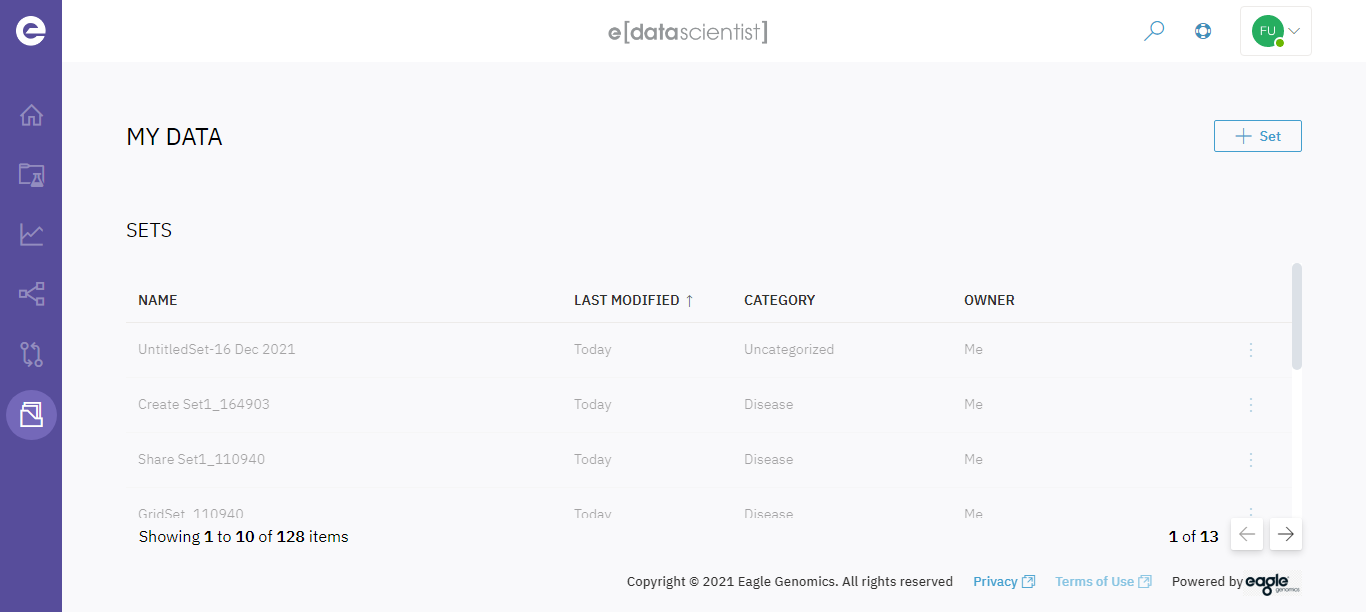 e
e[datascientist]
FU
MY DATA
+ Set
SETS
NAME LAST MODIFIED ↑ CATEGORY OWNER
UntitledSet-16 Dec 2021 Today Uncategorized Me
Create Set1_164903 Today Disease Me
Share Set1_110940 Today Disease Me
GridSet_110940 Today Disease Me
Showing 1 to 10 of 128 items 1 of 13
Copyright © 2021 Eagle Genomics. All rights reserved Privacy Terms of Use Powered by eagle genomics